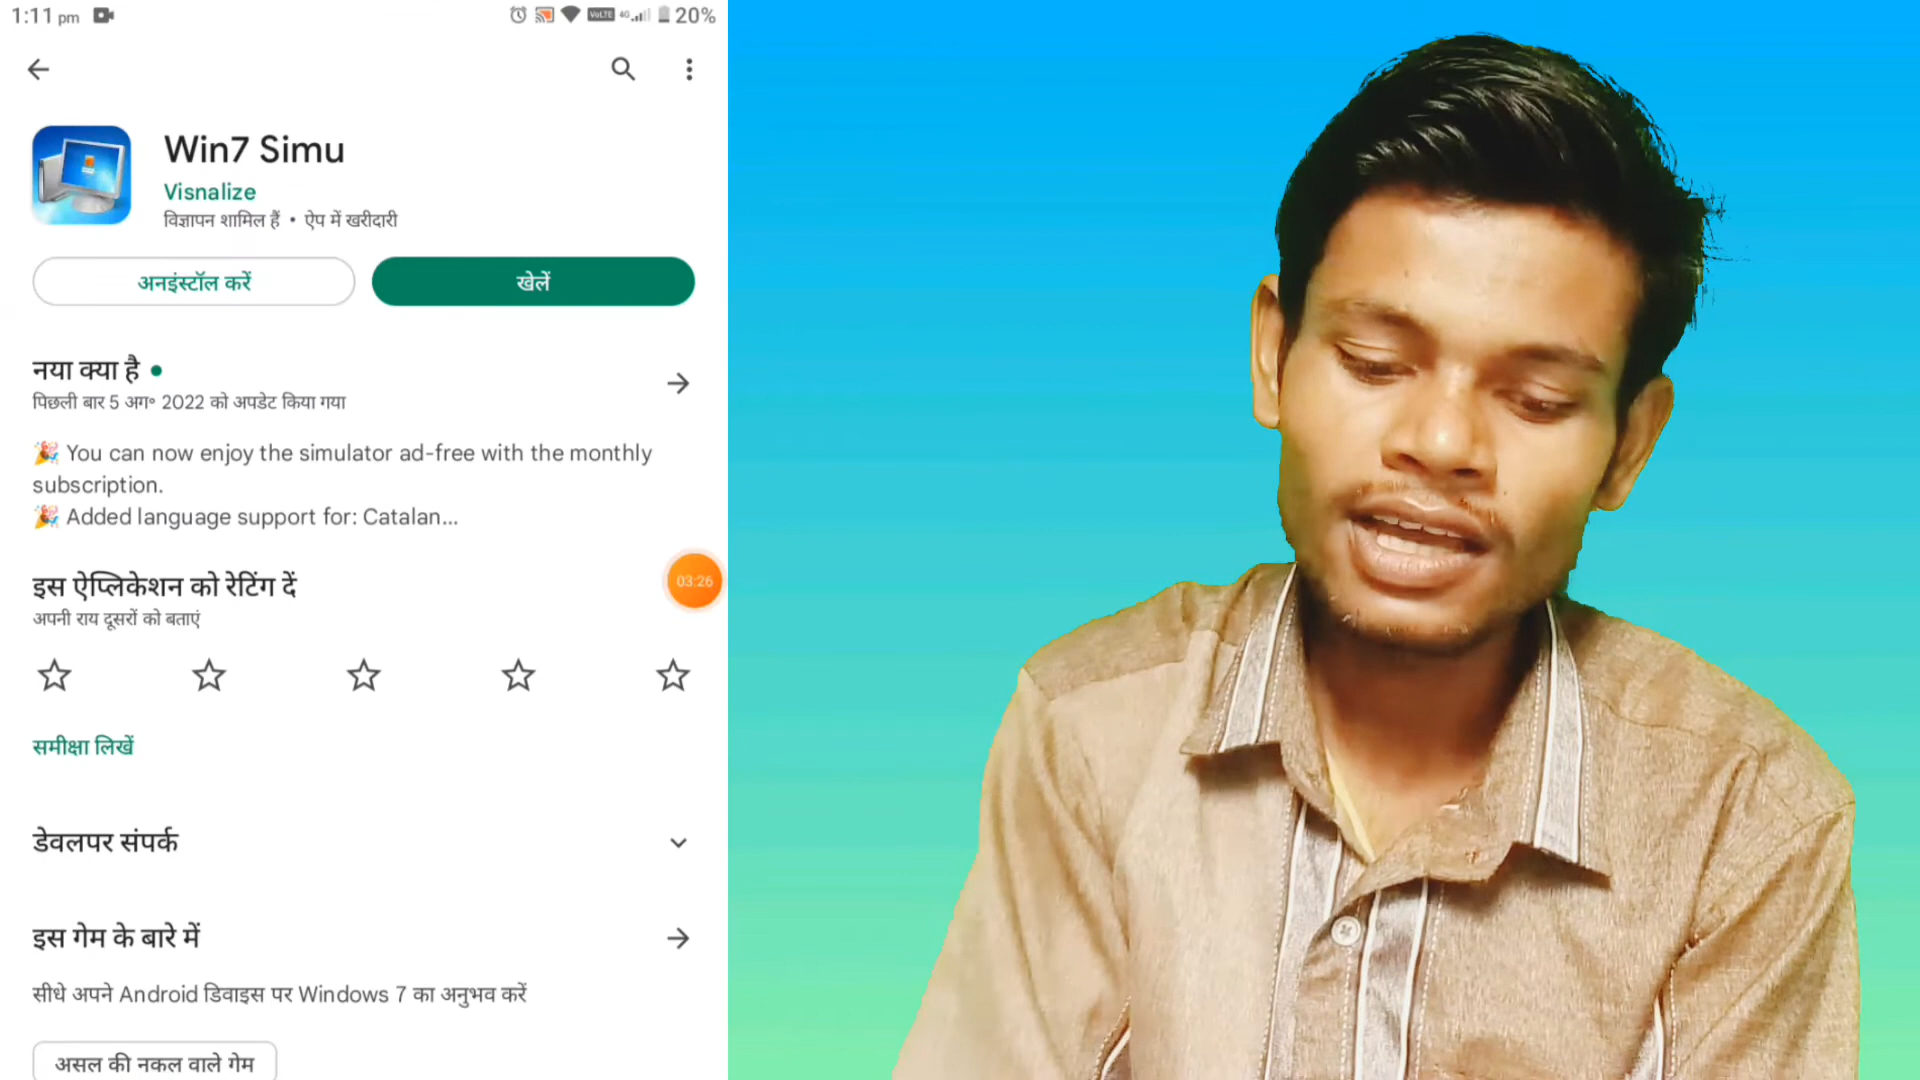 1:11 pm
VoLTE 4G 20%
Win7 Simu
Visnalize
विज्ञापन शामिल हैं • ऐप में खरीदारी
अनइंस्टॉल करें
खेलें
नया क्या है
पिछली बार 5 अग॰ 2022 को अपडेट किया गया
🎉 You can now enjoy the simulator ad-free with the monthly
subscription.
🎉 Added language support for: Catalan...
03:26
इस ऐप्लिकेशन को रेटिंग दें
अपनी राय दूसरों को बताएं
समीक्षा लिखें
डेवलपर संपर्क
इस गेम के बारे में
सीधे अपने Android डिवाइस पर Windows 7 का अनुभव करें
असल की नकल वाले गेम